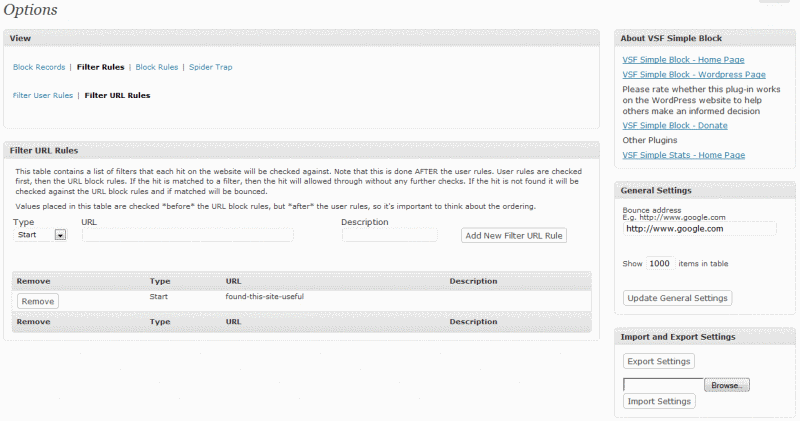 Options
View
Block Records | Filter Rules | Block Rules | Spider Trap
Filter User Rules | Filter URL Rules
Filter URL Rules
This table contains a list of filters that each hit on the website will be checked against. Note that this is done AFTER the user rules. User rules are checked
first, then the URL block rules. If the hit is matched to a filter, then the hit will allowed through without any further checks. If the hit is not found it will be
checked against the URL block rules and if matched will be bounced.
Values placed in this table are checked *before* the URL block rules, but *after* the user rules, so it's important to think about the ordering.
Type URL Description
Start Add New Filter URL Rule
Remove Type URL Description
Remove Start found-this-site-useful
Remove Type URL Description
About VSF Simple Block
VSF Simple Block - Home Page
VSF Simple Block - Wordpress Page
Please rate whether this plug-in works
on the WordPress website to help
others make an informed decision
VSF Simple Block - Donate
Other Plugins
VSF Simple Stats - Home Page
General Settings
Bounce address
E.g. http://www.google.com
http://www.google.com
Show 1000 items in table
Update General Settings
Import and Export Settings
Export Settings
Browse..
Import Settings